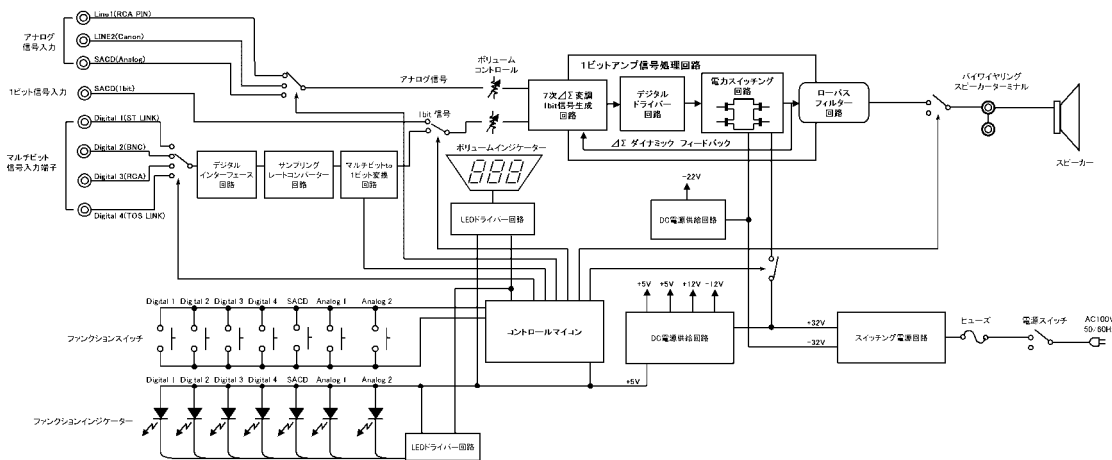 アナログ
信号入力
Line1(RCA PIN)
LINE2(Canon)
SACD(Analog)
1ビット信号入力
SACD(1bit)
マルチビット
信号入力端子
Digital 1(ST LINK)
Digital 2(BNC)
Digital 3(RCA)
Digital 4(TOS LINK)
デジタル
インターフェース
回路
サンプリング
レートコンバーター
回路
マルチビットto
1ビット変換
回路
アナログ信号
1bit 信号
ボリューム
コントロール
1ビットアンプ信号処理回路
7次⊿Σ変調
1bit信号生成
回路
デジタル
ドライバー
回路
電力スイッチング
回路
ローパス
フィルター
回路
⊿Σ ダイナミック フィードバック
バイワイヤリング
スピーカーターミナル
スピーカー
ボリュームインジケーター
888
LEDドライバー回路
-22V
DC電源供給回路
ファンクションスイッチ
Digital 1
Digital 2
Digital 3
Digital 4
SACD
Analog 1
Analog 2
コントロールマイコン
+5V
+5V
+12V
-12V
DC電源供給回路
+32V
-32V
スイッチング電源回路
ヒューズ
電源スイッチ
AC100V
50/60H
+5V
ファンクションインジケーター
Digital 1
Digital 2
Digital 3
Digital 4
SACD
Analog 1
Analog 2
LEDドライバー回路